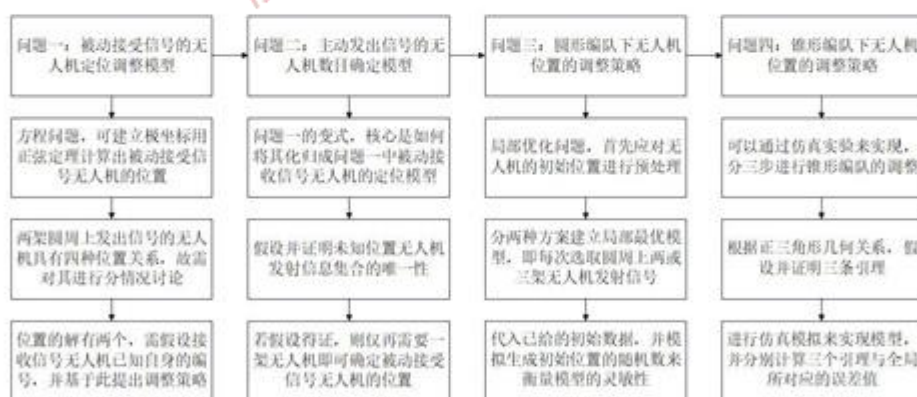 问题一：被动接受信号的无
人机定位调整模型
问题二：主动发出信号的无
人机数目确定模型
问题三：圆形编队下无人机
位置的调整策略
问题四：锥形编队下无人机
位置的调整策略
方程问题，可建立极坐标用
正弦定理计算出被动接受信
号无人机的位置
问题一的变式，核心是如何
将其化归成问题一中被动接
收信号无人机的定位模型
局部优化问题，首先应对无
人机的初始位置进行预处理
可以通过仿真实验来实现，
分三步进行锥形编队的调整
两架圆周上发出信号的无人
机具有四种位置关系，故需
对其进行分情况讨论
假设并证明未知位置无人机
发射信息集合的唯一性
分两种方案建立局部最优模
型，即每次选取圆周上两或
三架无人机发射信号
根据正三角形几何关系，假
设并证明三条引理
位置的解有两个，需假设接
收信号无人机已知自身的编
号，并基于此提出调整策略
若假设得证，则仅再需要一
架无人机即可确定被动接受
信号无人机的位置
代入已给的初始数据，并模
拟生成初始位置的随机数来
衡量模型的灵敏性
进行仿真模拟来实现模型，
并分别计算三个引理与全局
所对应的误差值